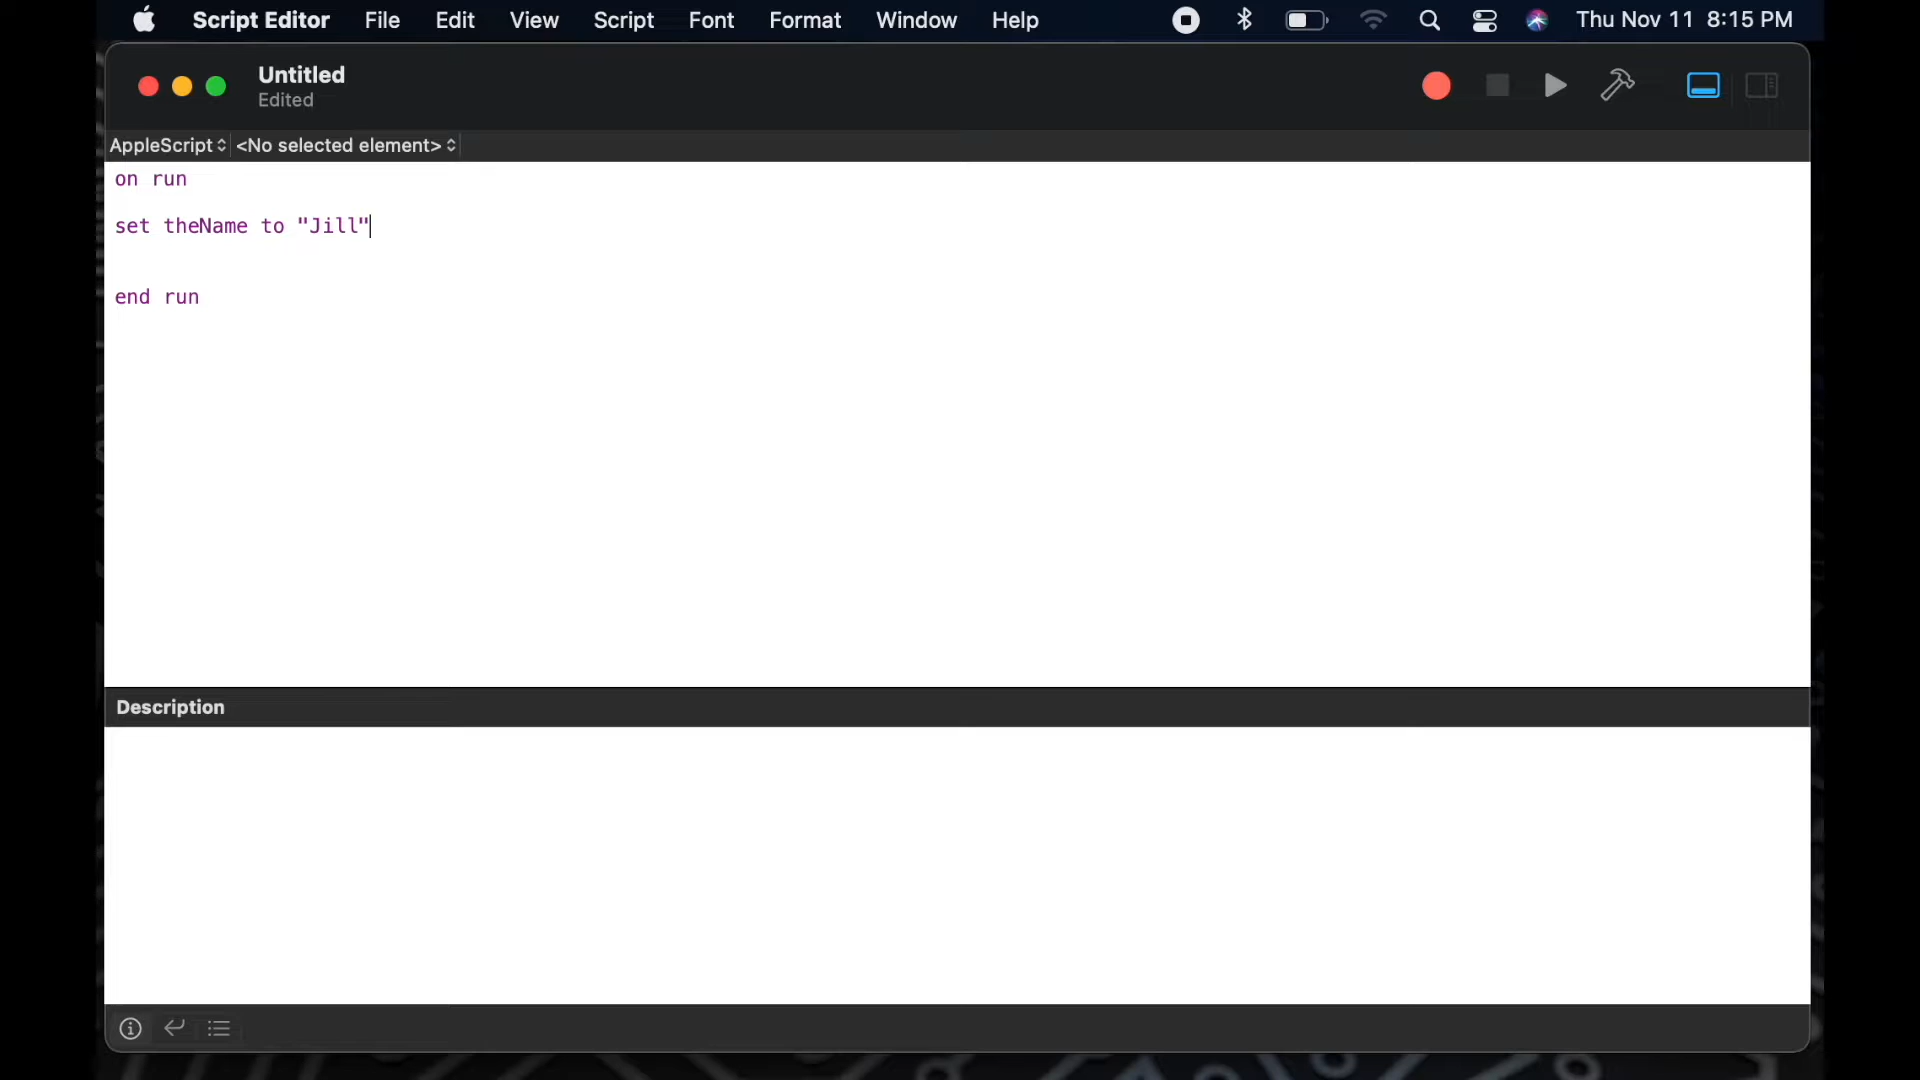 Script Editor File Edit View Script Font Format Window Help Thu Nov 11 8:15 PM
Untitled
Edited
AppleScript <No selected element>
on run
set theName to "Jill"
end run
Description